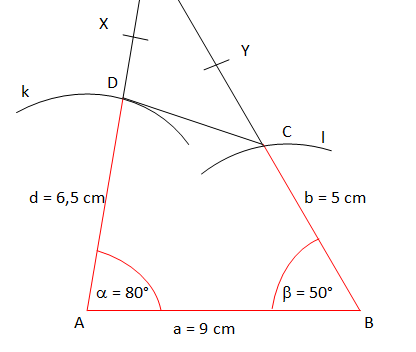 X
Y
D
k
C
l
d = 6,5 cm
b = 5 cm
α = 80°
β = 50°
A
B
a = 9 cm